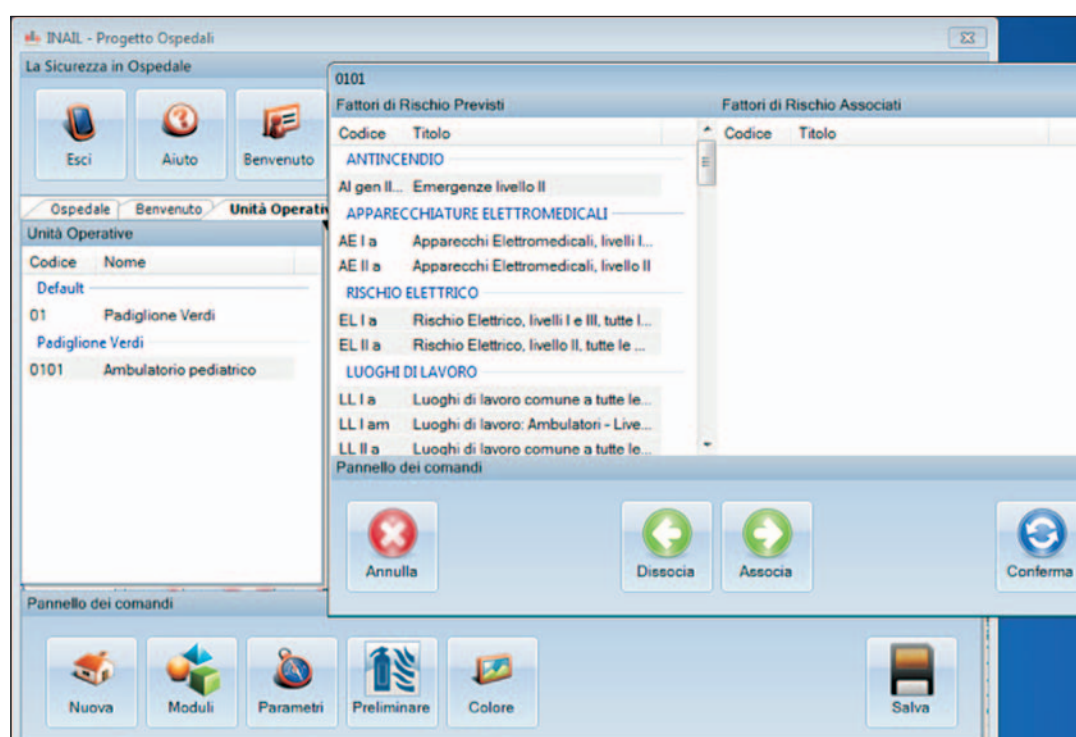 INAIL - Progetto Ospedali
La Sicurezza in Ospedale
Esci
Aiuto
Benvenuto
Ospedale
Benvenuto
Unità Operativ
Unità Operative
Codice Nome
Default
01 Padiglione Verdi
Padiglione Verdi
0101 Ambulatorio pediatrico
0101
Fattori di Rischio Previsti
Codice Titolo
ANTINCENDIO
AI gen II... Emergenze livello II
APPARECCHIATURE ELETTROMEDICALI
AE I a Apparecchi Elettromedicali, livelli I...
AE II a Apparecchi Elettromedicali, livello II
RISCHIO ELETTRICO
EL I a Rischio Elettrico, livelli I e III, tutte l...
EL II a Rischio Elettrico, livello II, tutte le ...
LUOGHI DI LAVORO
LL I a Luoghi di lavoro comune a tutte le...
LL I am Luoghi di lavoro: Ambulatori - Live...
LL II a Luoghi di lavoro comune a tutte le...
Fattori di Rischio Associati
Codice Titolo
Pannello dei comandi
Annulla
Dissocia
Associa
Conferma
Pannello dei comandi
Nuova
Moduli
Parametri
Preliminare
Colore
Salva